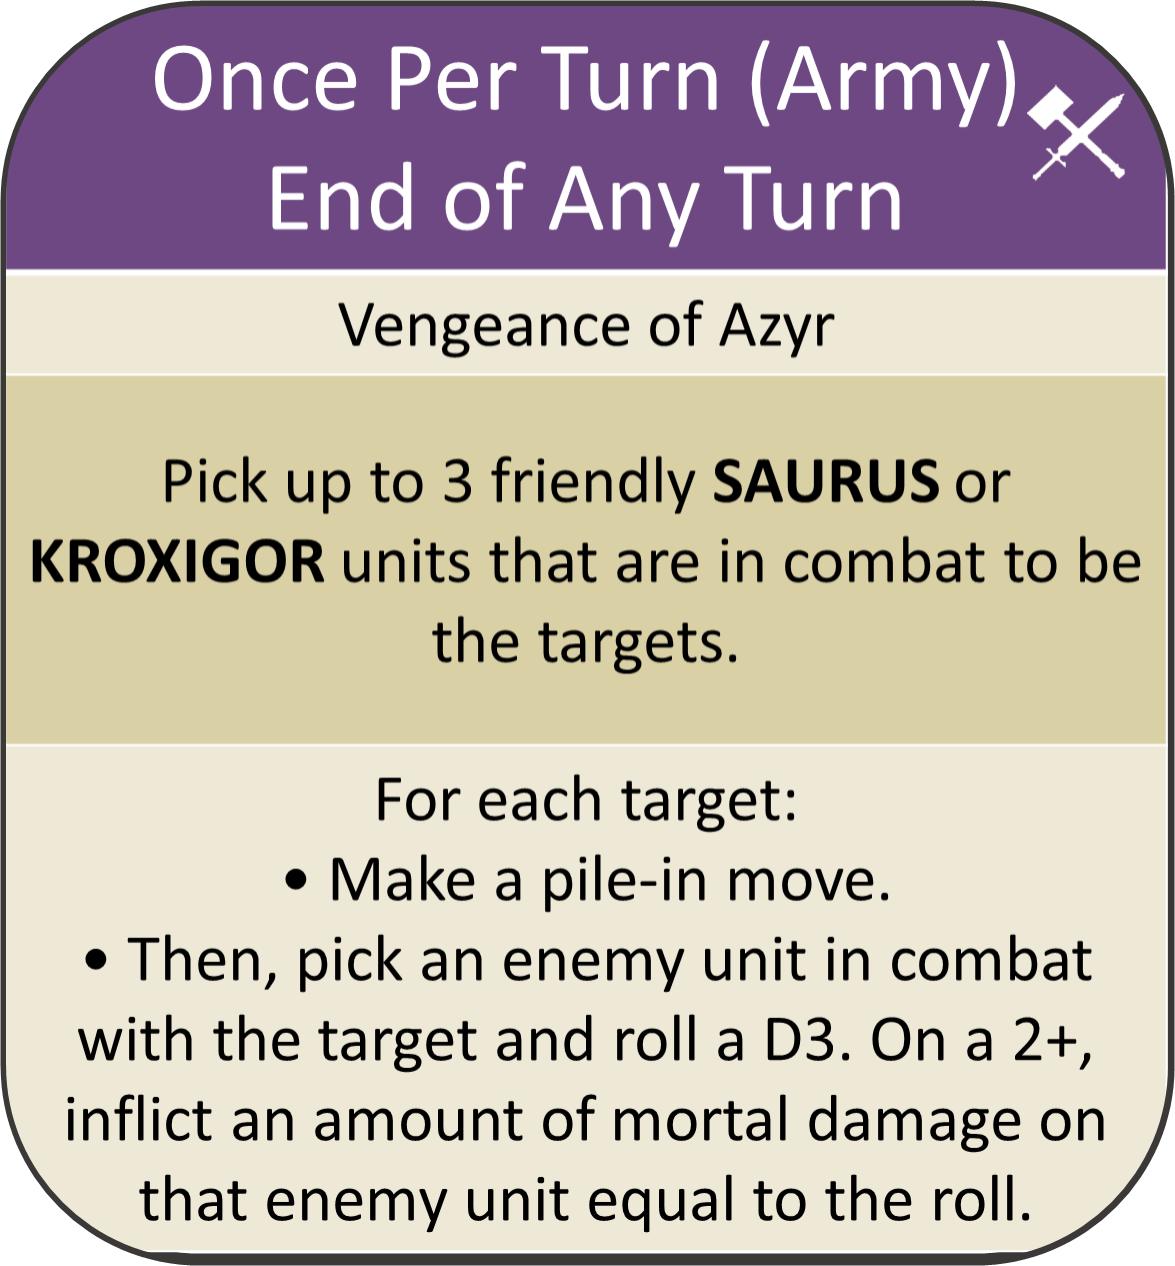 Once Per Turn (Army)
End of Any Turn
Vengeance of Azyr
Pick up to 3 friendly SAURUS or
KROXIGOR units that are in combat to be
the targets.
For each target:
• Make a pile-in move.
• Then, pick an enemy unit in combat
with the target and roll a D3. On a 2+,
inflict an amount of mortal damage on
that enemy unit equal to the roll.